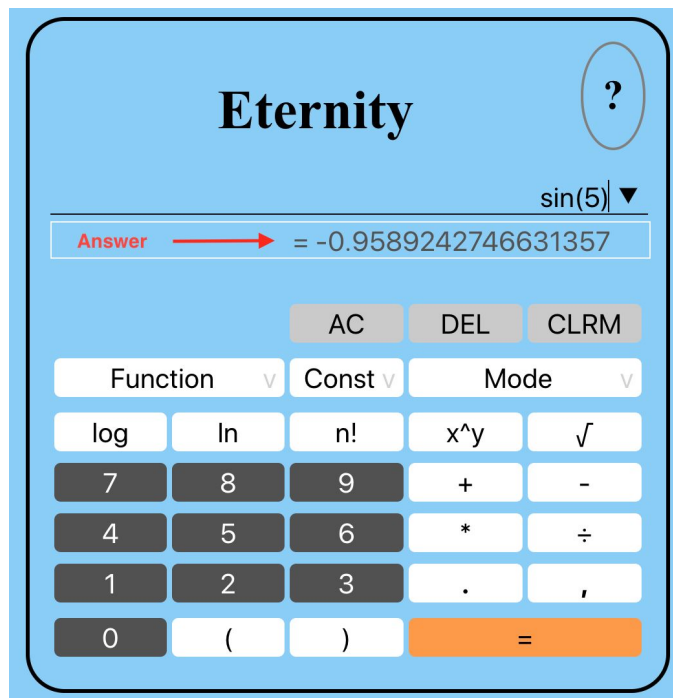 Eternity ?
sin(5) ▼
Answer = -0.9589242746631357
AC DEL CLRM
Function v Const v Mode v
log ln n! x^y √
7 8 9 + -
4 5 6 * ÷
1 2 3 . ,
0 ( ) =